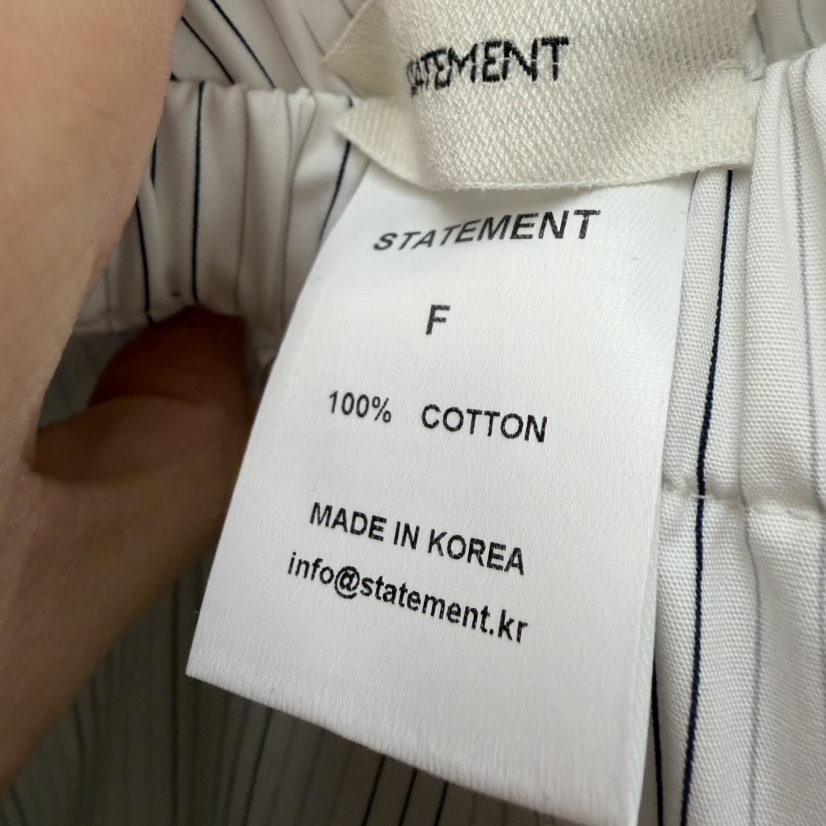 STATEMENT
STATEMENT
F
100% COTTON
MADE IN KOREA
info@statement.kr